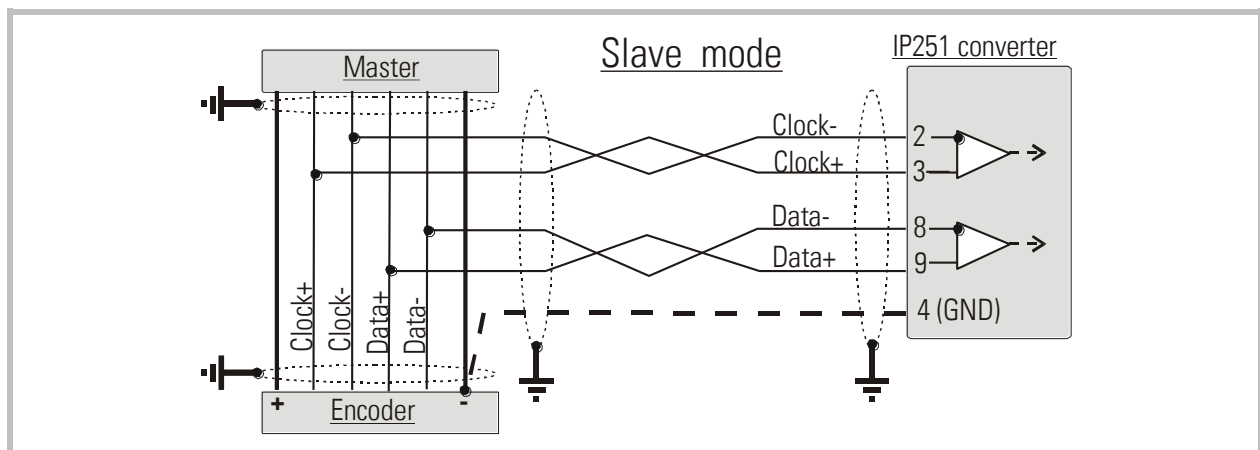 Slave mode
IP251 converter
Master
Clock-
2
Clock+
3
Data-
8
Data+
9
4 (GND)
Clock+
Clock-
Data+
Data-
+
-
Encoder